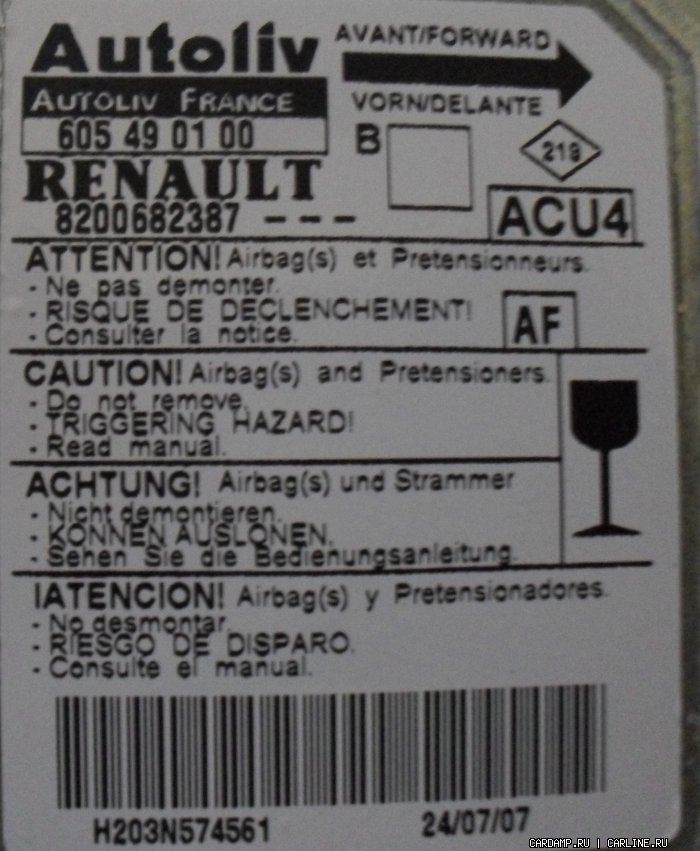 Autoliv
AVANT/FORWARD
AUTOLIV FRANCE
VORN/DELANTE
605 49 01 00
B
218
RENAULT
8200682387 ---
ACU4
ATTENTION! Airbag(s) et Pretensionneurs.
- Ne pas demonter.
- RISQUE DE DECLENCHEMENT!
- Consulter la notice.
AF
CAUTION! Airbag(s) and Pretensioners.
- Do not remove.
- TRIGGERING HAZARD!
- Read manual.
ACHTUNG! Airbag(s) und Strammer
- Nicht demontieren.
- KONNEN AUSLONEN.
- Sehen Sie die Bedienungsanleitung.
IATENCION! Airbag(s) y Pretensionadores.
- No desmontar.
- RIESGO DE DISPARO.
- Consulte el manual.
H203N574561
24/07/07
CARDAMP.RU | CARLINE.RU